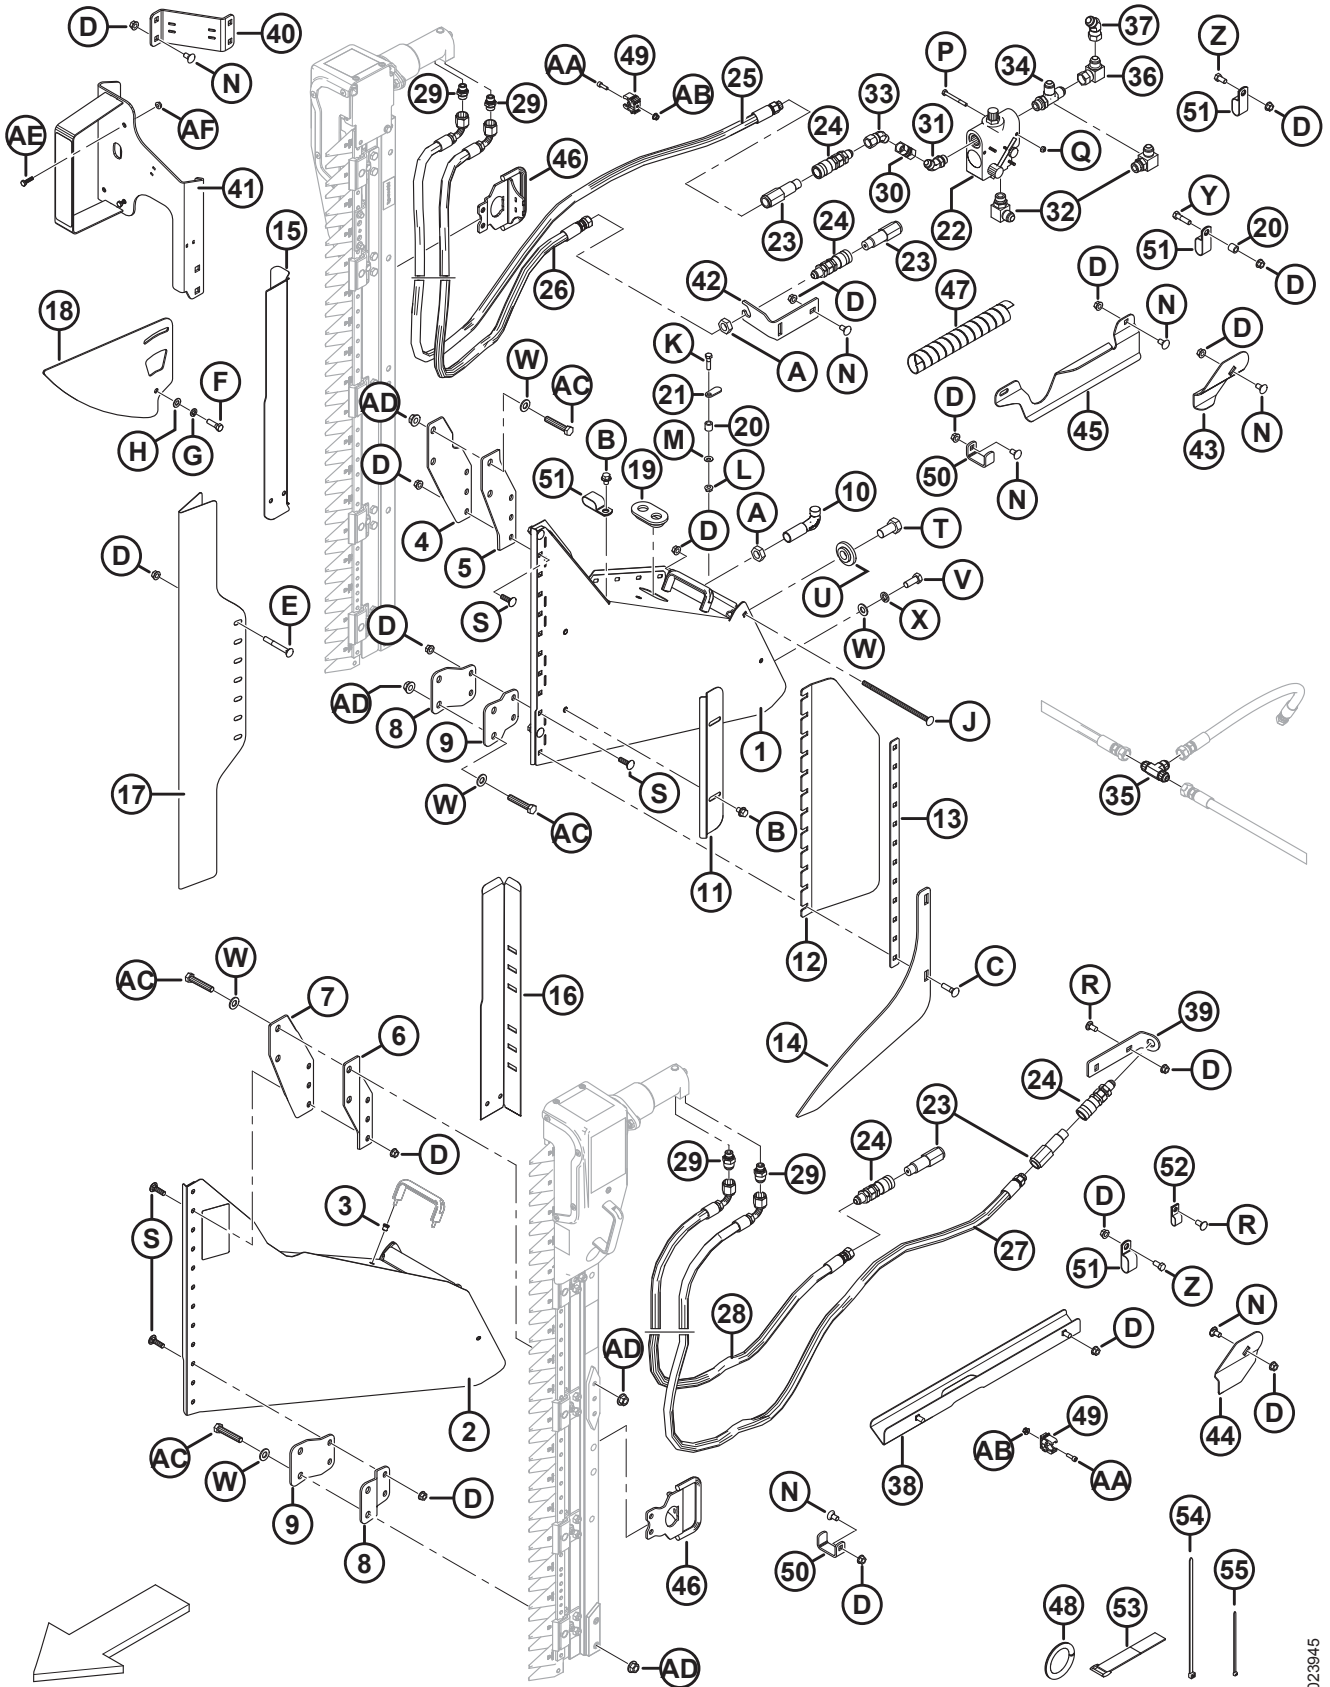 D
40
N
AA
49
AB
25
37
P
34
36
Z
51
D
29
29
33
24
31
AE
AF
46
30
Q
41
23
22
32
Y
15
24
51
20
26
23
D
42
D
D
18
47
N
K
A
N
D
W
F
AC
21
AD
H
G
20
B
19
M
D
45
43
N
D
51
L
50
10
N
4
A
D
T
5
D
U
V
E
S
X
D
W
AD
8
9
1
J
17
W
S
35
AC
B
13
11
12
AC
W
16
C
7
R
39
6
14
D
24
23
24
D
29
29
52
3
D
R
S
27
51
Z
28
N
D
AD
2
49
44
D
AC
AB
W
38
AA
D
N
54
9
8
46
50
55
D
48
53
AD
023945